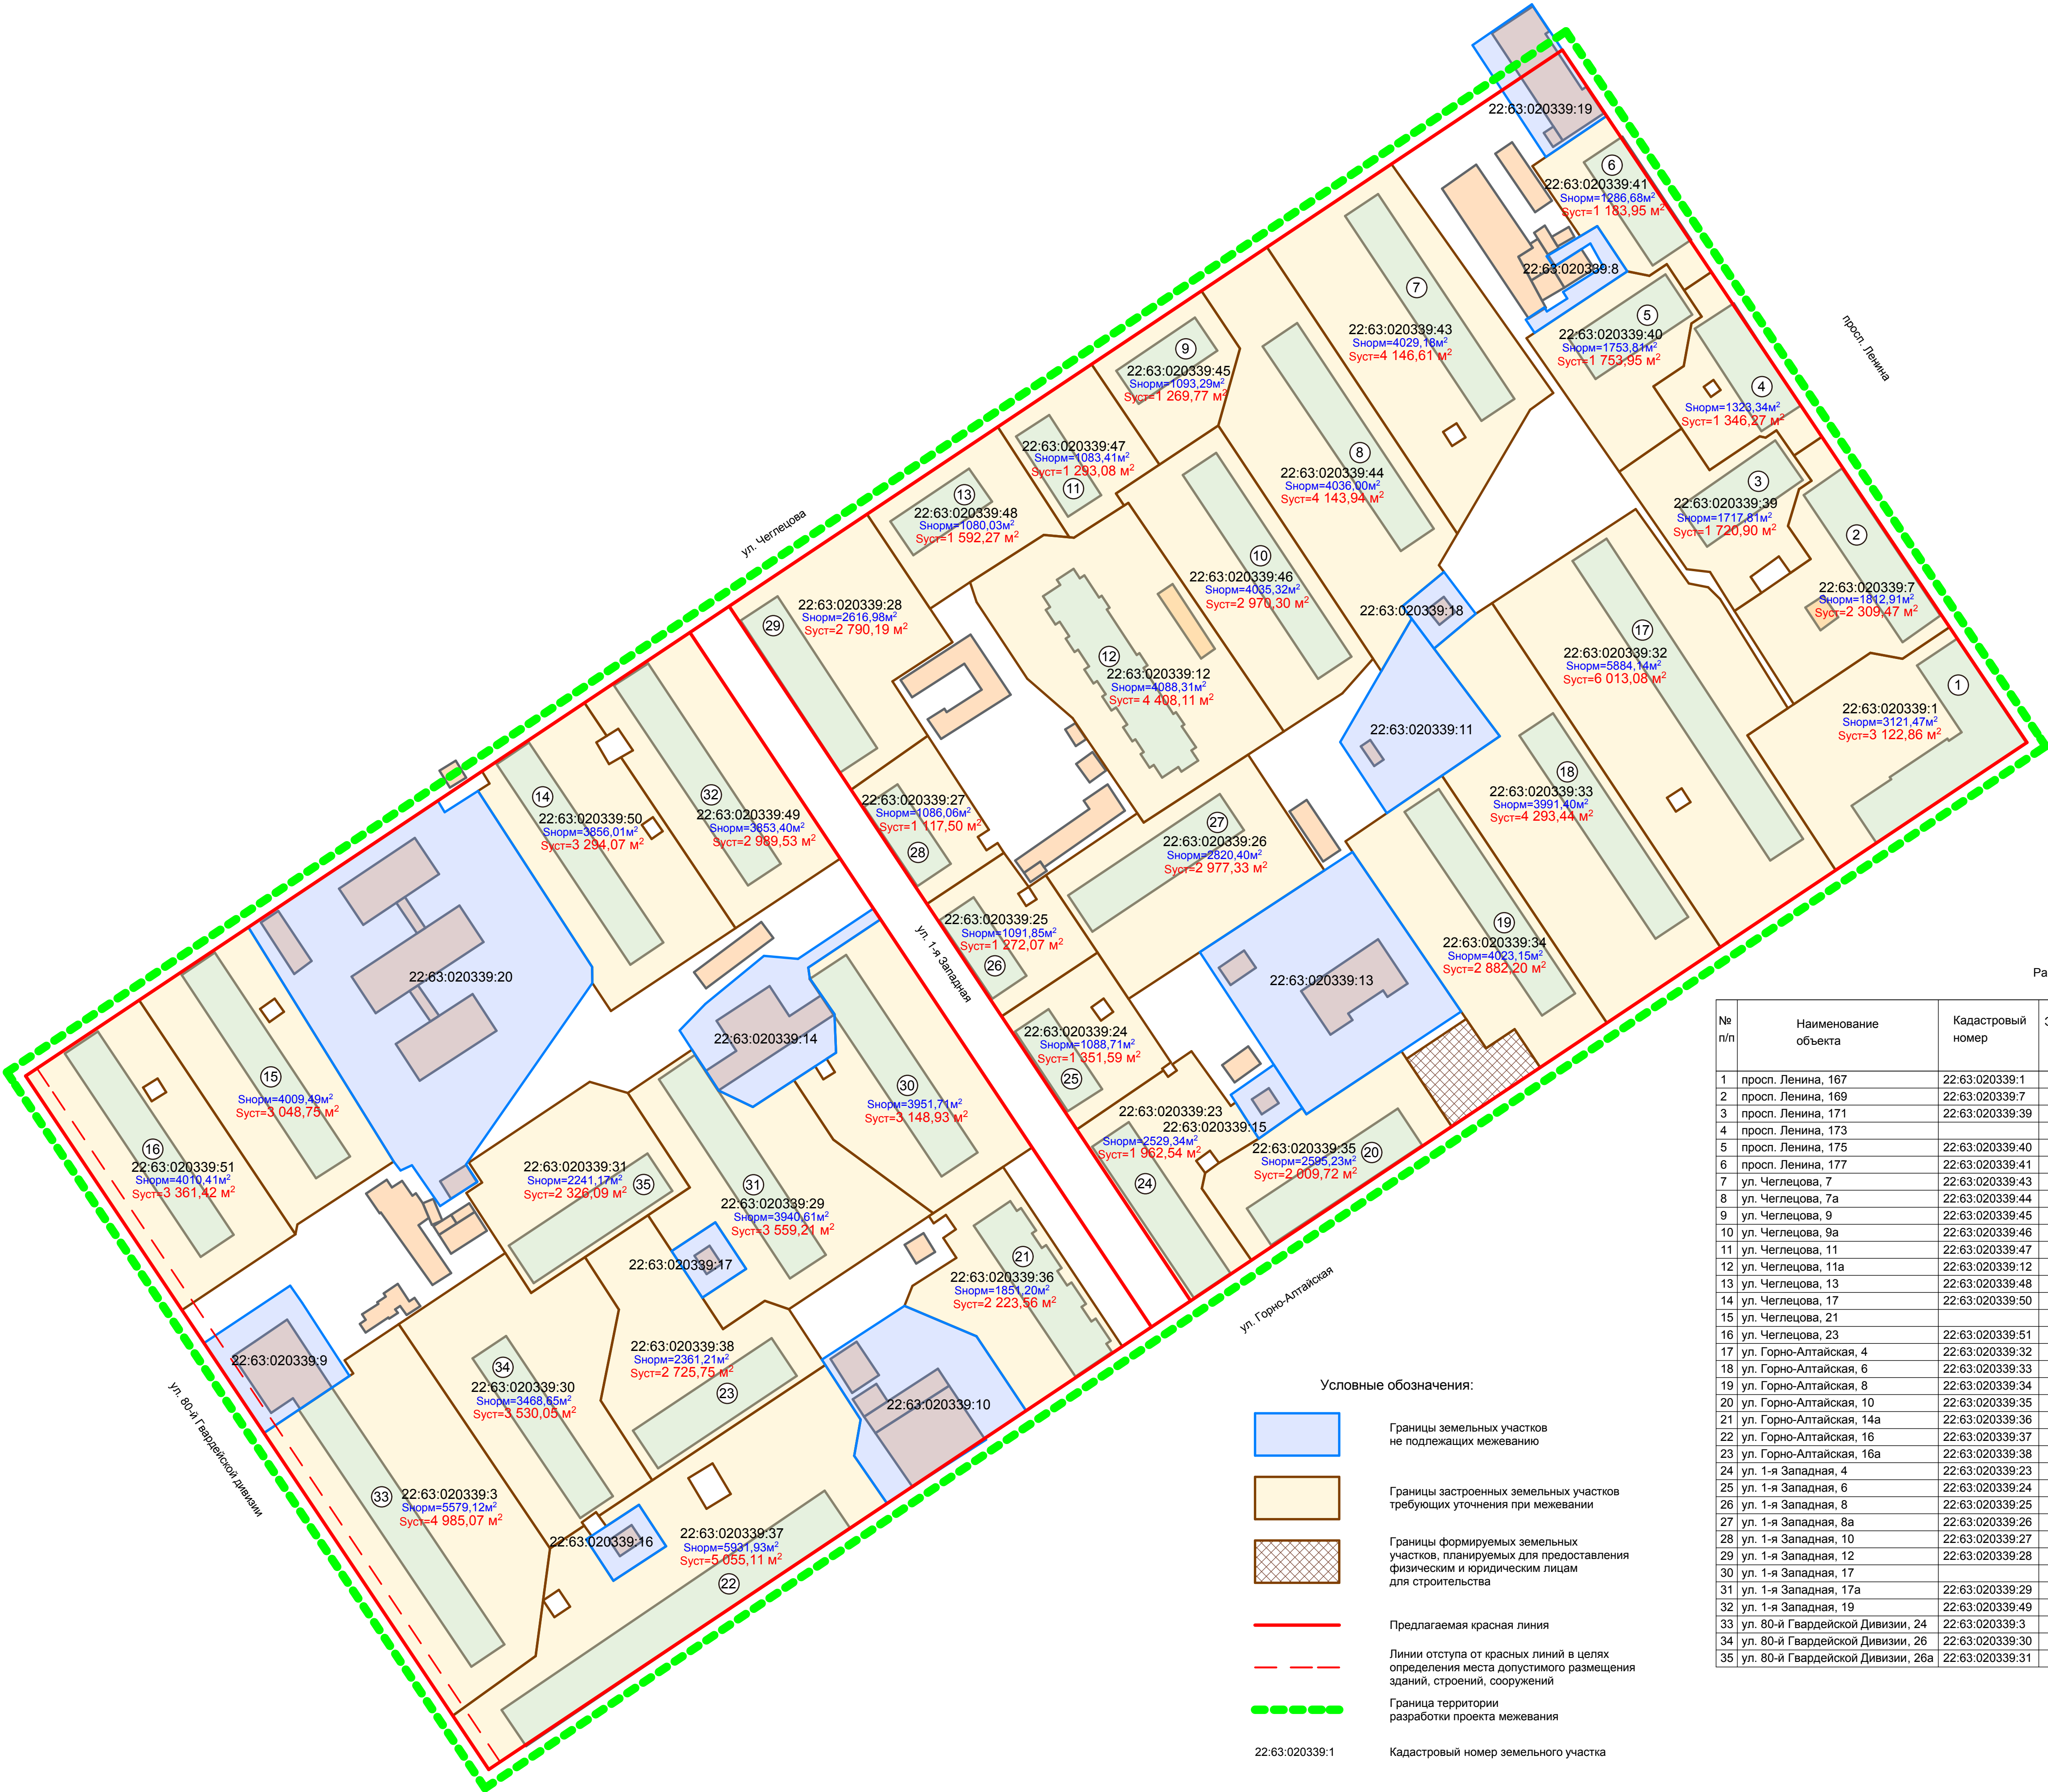 22:63:020339:19
6
22:63:020339:41
Sнорм=1286,68м²
Sуст=1 183,95 м²
22:63:020339:8
просп. Ленина
7
22:63:020339:43
Sнорм=4029,18м²
Sуст=4 146,61 м²
5
22:63:020339:40
Sнорм=1753,81м²
Sуст=1 753,95 м²
4
Sнорм=1323,34м²
Sуст=1 346,27 м²
9
22:63:020339:45
Sнорм=1093,29м²
Sуст=1 269,77 м²
8
22:63:020339:44
Sнорм=4036,00м²
Sуст=4 143,94 м²
22:63:020339:47
Sнорм=1083,41м²
Sуст=1 293,08 м²
11
3
22:63:020339:39
Sнорм=1717,81м²
Sуст=1 720,90 м²
13
22:63:020339:48
Sнорм=1080,03м²
Sуст=1 592,27 м²
ул. Чеглецова
2
22:63:020339:7
Sнорм=1812,91м²
Sуст=2 309,47 м²
10
22:63:020339:46
Sнорм=4035,32м²
Sуст=2 970,30 м²
22:63:020339:18
22:63:020339:28
Sнорм=2616,98м²
Sуст=2 790,19 м²
29
17
22:63:020339:32
Sнорм=5884,14м²
Sуст=6 013,08 м²
12
22:63:020339:12
Sнорм=4088,31м²
Sуст=4 408,11 м²
1
22:63:020339:1
Sнорм=3121,47м²
Sуст=3 122,86 м²
22:63:020339:11
18
22:63:020339:33
Sнорм=3991,40м²
Sуст=4 293,44 м²
14
22:63:020339:50
Sнорм=3856,01м²
Sуст=3 294,07 м²
32
22:63:020339:49
Sнорм=3853,40м²
Sуст=2 989,53 м²
22:63:020339:27
Sнорм=1086,06м²
Sуст=1 117,50 м²
28
27
22:63:020339:26
Sнорм=2820,40м²
Sуст=2 977,33 м²
22:63:020339:25
Sнорм=1091,85м²
Sуст=1 272,07 м²
26
ул. 1-я Западная
19
22:63:020339:34
Sнорм=4023,15м²
Sуст=2 882,20 м²
22:63:020339:20
22:63:020339:13
22:63:020339:14
22:63:020339:24
Sнорм=1088,71м²
Sуст=1 351,59 м²
25
15
Sнорм=4009,49м²
Sуст=3 048,75 м²
30
Sнорм=3951,71м²
Sуст=3 148,93 м²
22:63:020339:23
22:63:020339:15
Sнорм=2529,34м²
Sуст=1 962,54 м²
24
22:63:020339:35
Sнорм=2595,23м²
Sуст=2 009,72 м²
20
16
22:63:020339:51
Sнорм=4010,41м²
Sуст=3 361,42 м²
22:63:020339:31
Sнорм=2241,17м²
Sуст=2 326,09 м²
35
31
22:63:020339:29
Sнорм=3940,61м²
Sуст=3 559,21 м²
22:63:020339:17
21
22:63:020339:36
Sнорм=1851,20м²
Sуст=2 223,56 м²
ул. Горно-Алтайская
22:63:020339:9
ул. 80-й Гвардейской дивизии
34
22:63:020339:30
Sнорм=3468,65м²
Sуст=3 530,05 м²
22:63:020339:38
Sнорм=2361,21м²
Sуст=2 725,75 м²
23
22:63:020339:10
33
22:63:020339:3
Sнорм=5579,12м²
Sуст=4 985,07 м²
22:63:020339:16
22:63:020339:37
Sнорм=5931,93м²
Sуст=5 055,11 м²
22
Условные обозначения:
Границы земельных участков
не подлежащих межеванию
Границы застроенных земельных участков
требующих уточнения при межевании
Границы формируемых земельных
участков, планируемых для предоставления
физическим и юридическим лицам
для строительства
Предлагаемая красная линия
Линии отступа от красных линий в целях
определения места допустимого размещения
зданий, строений, сооружений
Граница территории
разработки проекта межевания
22:63:020339:1 Кадастровый номер земельного участка
Ра
№ п/п Наименование объекта Кадастровый номер
1 просп. Ленина, 167 22:63:020339:1
2 просп. Ленина, 169 22:63:020339:7
3 просп. Ленина, 171 22:63:020339:39
4 просп. Ленина, 173
5 просп. Ленина, 175 22:63:020339:40
6 просп. Ленина, 177 22:63:020339:41
7 ул. Чеглецова, 7 22:63:020339:43
8 ул. Чеглецова, 7а 22:63:020339:44
9 ул. Чеглецова, 9 22:63:020339:45
10 ул. Чеглецова, 9а 22:63:020339:46
11 ул. Чеглецова, 11 22:63:020339:47
12 ул. Чеглецова, 11а 22:63:020339:12
13 ул. Чеглецова, 13 22:63:020339:48
14 ул. Чеглецова, 17 22:63:020339:50
15 ул. Чеглецова, 21
16 ул. Чеглецова, 23 22:63:020339:51
17 ул. Горно-Алтайская, 4 22:63:020339:32
18 ул. Горно-Алтайская, 6 22:63:020339:33
19 ул. Горно-Алтайская, 8 22:63:020339:34
20 ул. Горно-Алтайская, 10 22:63:020339:35
21 ул. Горно-Алтайская, 14а 22:63:020339:36
22 ул. Горно-Алтайская, 16 22:63:020339:37
23 ул. Горно-Алтайская, 16а 22:63:020339:38
24 ул. 1-я Западная, 4 22:63:020339:23
25 ул. 1-я Западная, 6 22:63:020339:24
26 ул. 1-я Западная, 8 22:63:020339:25
27 ул. 1-я Западная, 8а 22:63:020339:26
28 ул. 1-я Западная, 10 22:63:020339:27
29 ул. 1-я Западная, 12 22:63:020339:28
30 ул. 1-я Западная, 17
31 ул. 1-я Западная, 17а 22:63:020339:29
32 ул. 1-я Западная, 19 22:63:020339:49
33 ул. 80-й Гвардейской Дивизии, 24 22:63:020339:3
34 ул. 80-й Гвардейской Дивизии, 26 22:63:020339:30
35 ул. 80-й Гвардейской Дивизии, 26а 22:63:020339:31